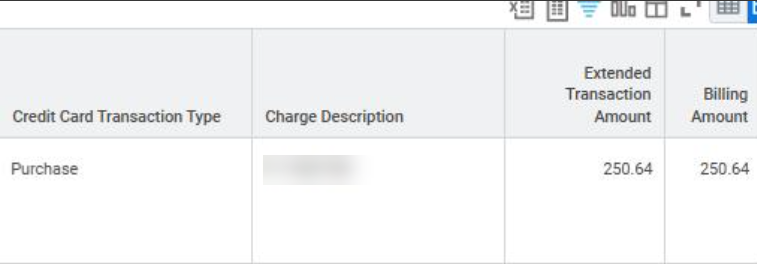 Credit Card Transaction Type
Charge Description
Extended
Transaction
Amount
Billing
Amount
Purchase
250.64
250.64